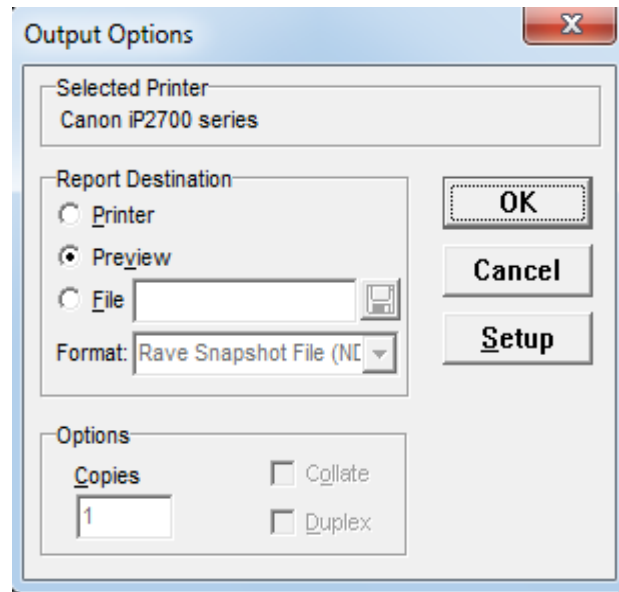 Output Options
Selected Printer
Canon iP2700 series
Report Destination
Printer
OK
Preview
Cancel
File
Setup
Format: Rave Snapshot File (ND
Options
Copies
Collate
1
Duplex